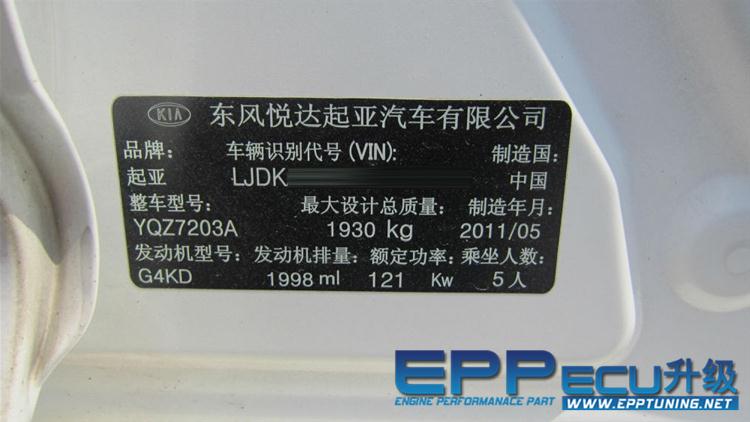 KIA 东风悦达起亚汽车有限公司
品牌： 车辆识别代号(VIN): 制造国：
起亚 LJDK 中国
整车型号： 最大设计总质量： 制造年月：
YQZ7203A 1930 kg 2011/05
发动机型号： 发动机排量： 额定功率： 乘坐人数：
G4KD 1998 ml 121 Kw 5人
EPP ECU升级
ENGINE PERFORMANACE PART WWW.EPPTUNING.NET